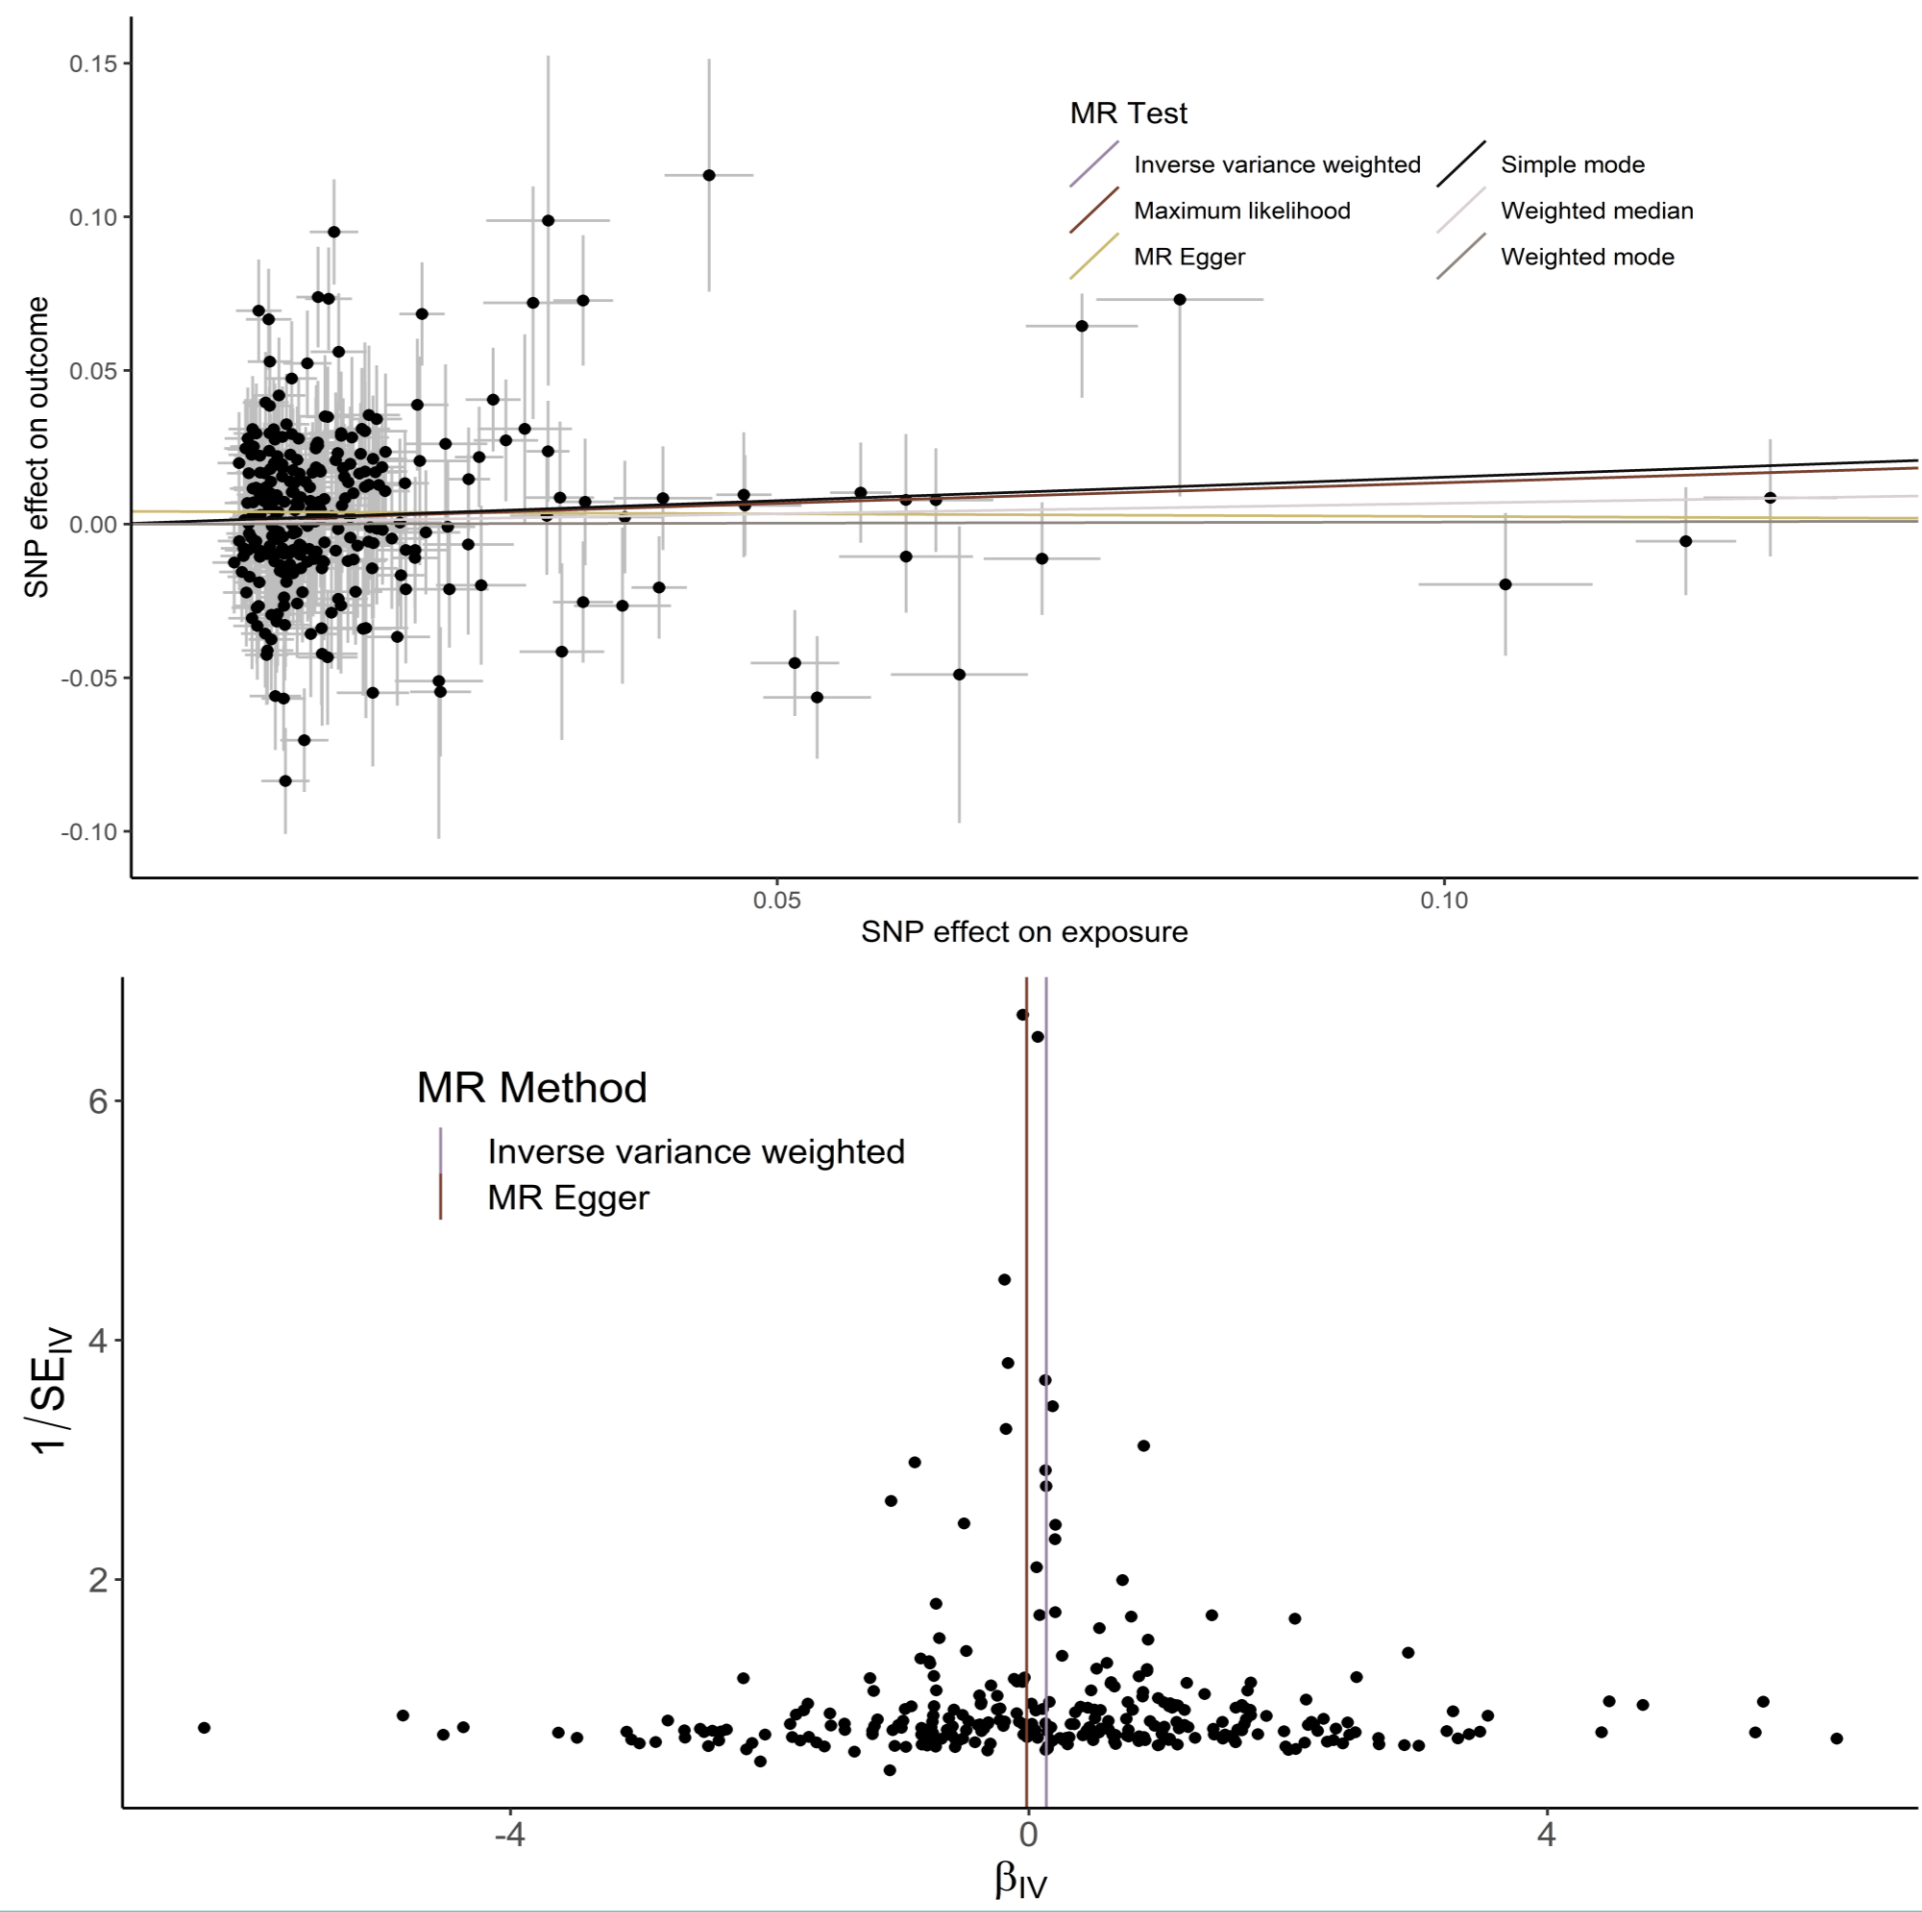 0.15
0.10
0.05
0.00
-0.05
-0.10
SNP effect on outcome
MR Test
Inverse variance weighted
Maximum likelihood
MR Egger
Simple mode
Weighted median
Weighted mode
0.05
0.10
SNP effect on exposure
6
4
2
1/SEIV
MR Method
Inverse variance weighted
MR Egger
-4
0
4
βIV